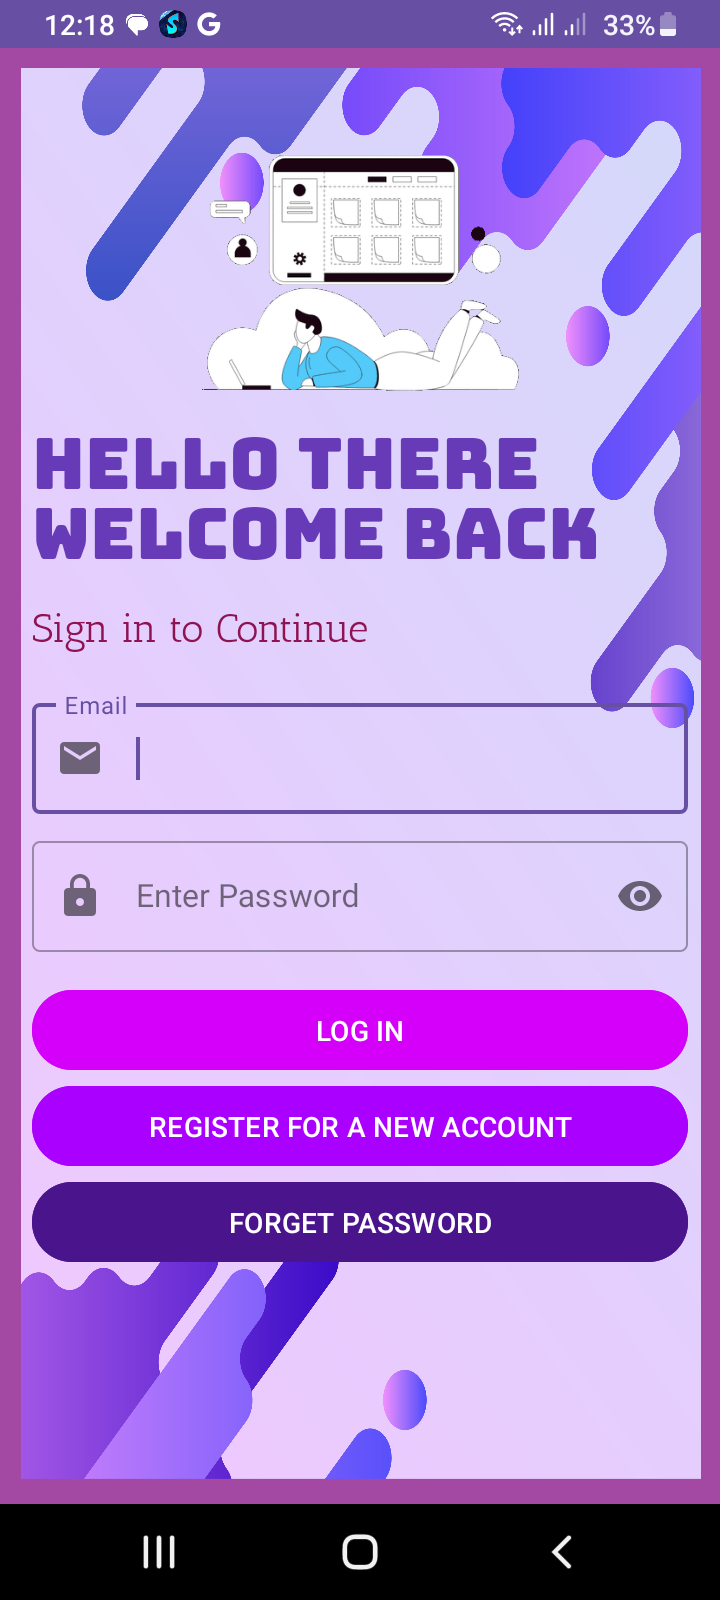 12:18
33%
HELLO THERE
WELCOME BACK
Sign in to Continue
Email
Enter Password
LOG IN
REGISTER FOR A NEW ACCOUNT
FORGET PASSWORD